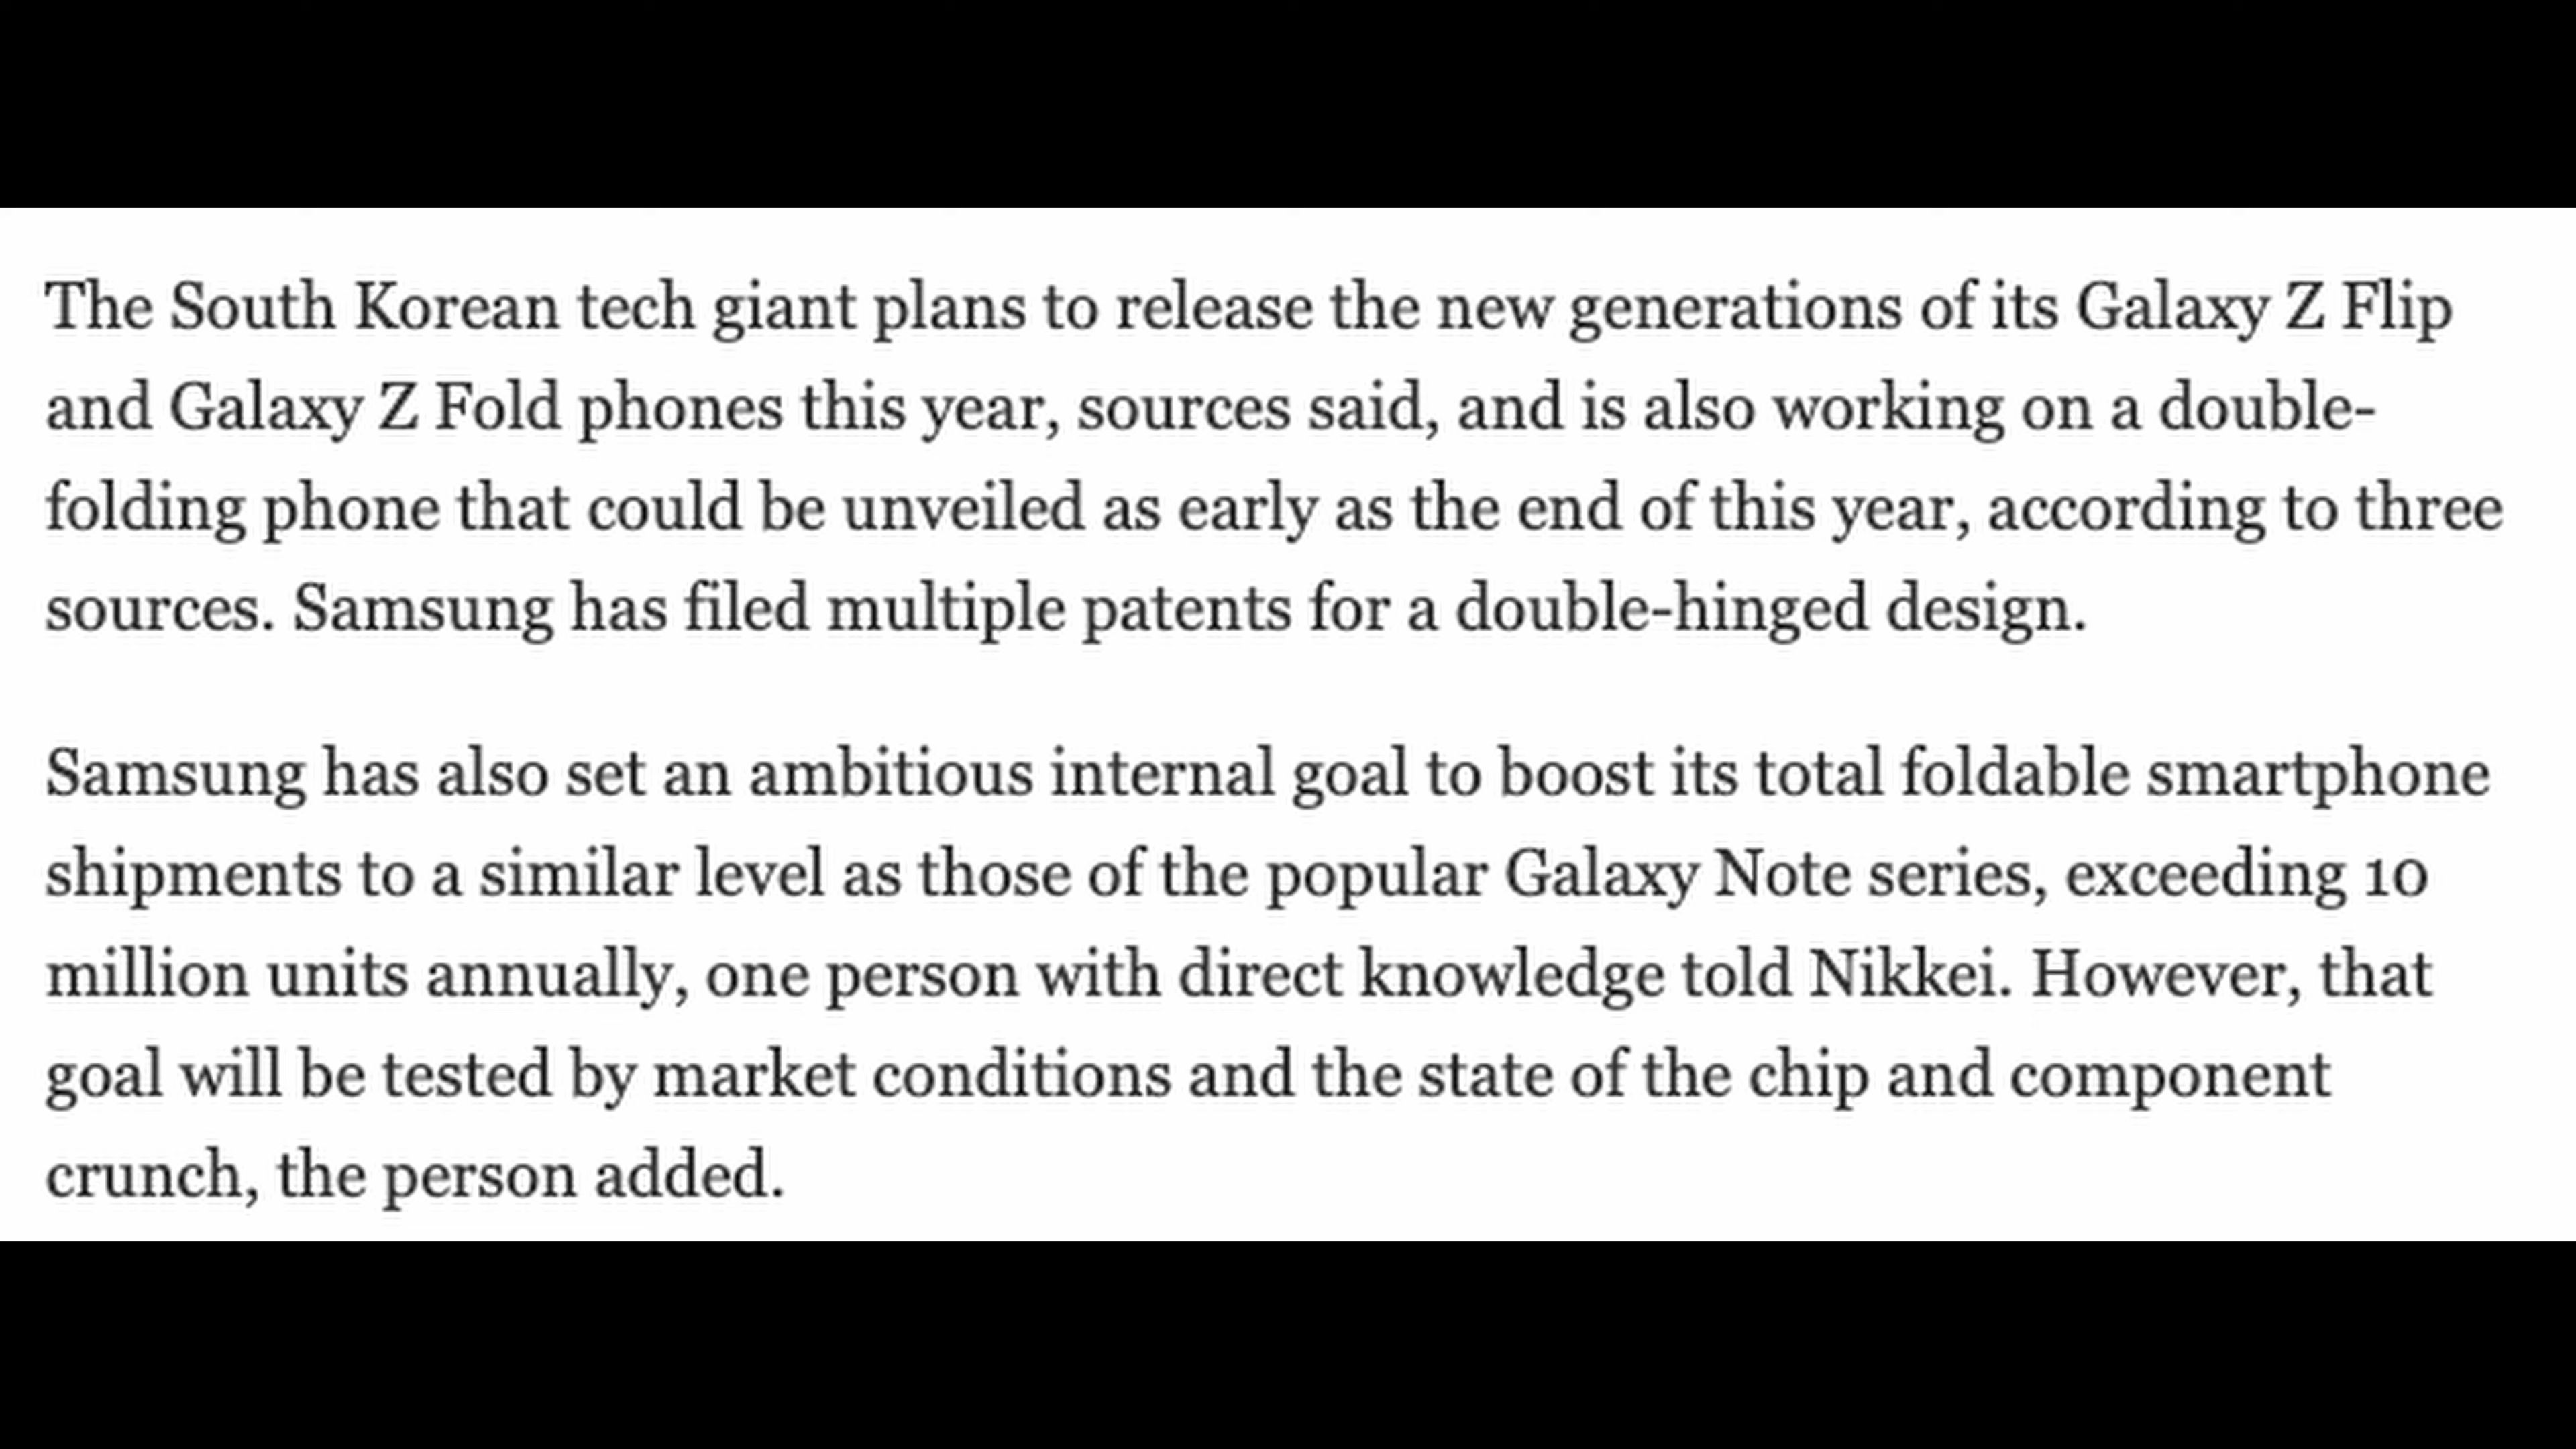 The South Korean tech giant plans to release the new generations of its Galaxy Z Flip
and Galaxy Z Fold phones this year, sources said, and is also working on a double-
folding phone that could be unveiled as early as the end of this year, according to three
sources. Samsung has filed multiple patents for a double-hinged design.
Samsung has also set an ambitious internal goal to boost its total foldable smartphone
shipments to a similar level as those of the popular Galaxy Note series, exceeding 10
million units annually, one person with direct knowledge told Nikkei. However, that
goal will be tested by market conditions and the state of the chip and component
crunch, the person added.